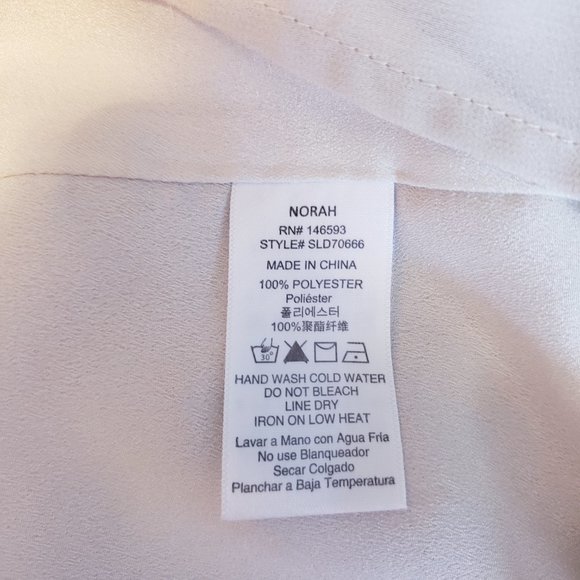 NORAH
RN# 146593
STYLE# SLD70666
MADE IN CHINA
100% POLYESTER
Poliéster
폴리에스터
100%聚酯纤维
30°
HAND WASH COLD WATER
DO NOT BLEACH
LINE DRY
IRON ON LOW HEAT
Lavar a Mano con Agua Fria
No use Blanqueador
Secar Colgado
Planchar a Baja Temperatura